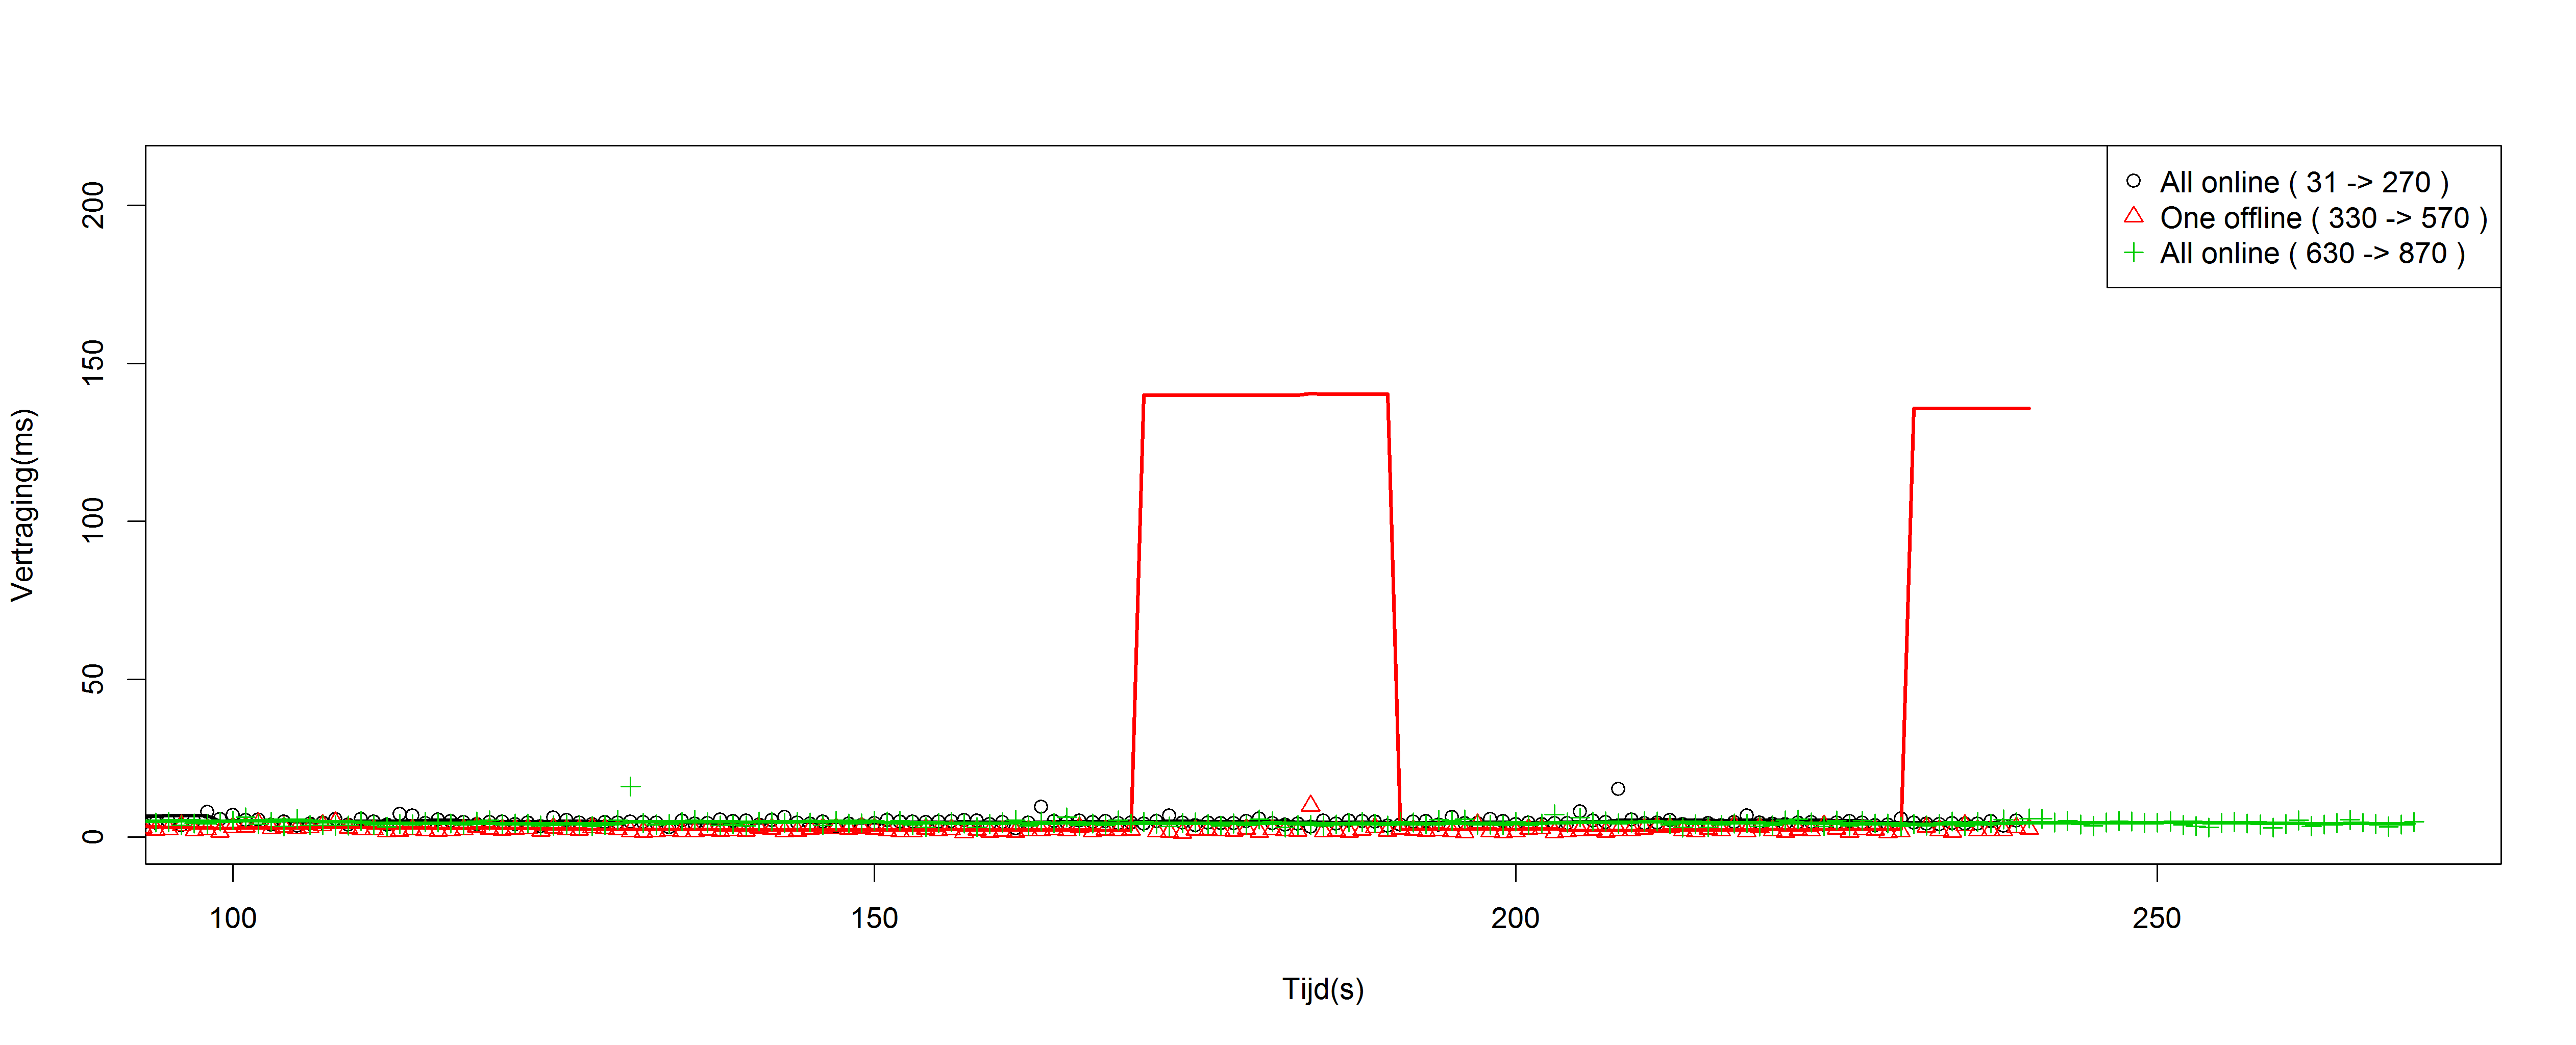 All online ( 31 -> 270 )
One offline ( 330 -> 570 )
All online ( 630 -> 870 )
Vertraging(ms)
200
150
100
50
0
100
150
200
250
Tijd(s)